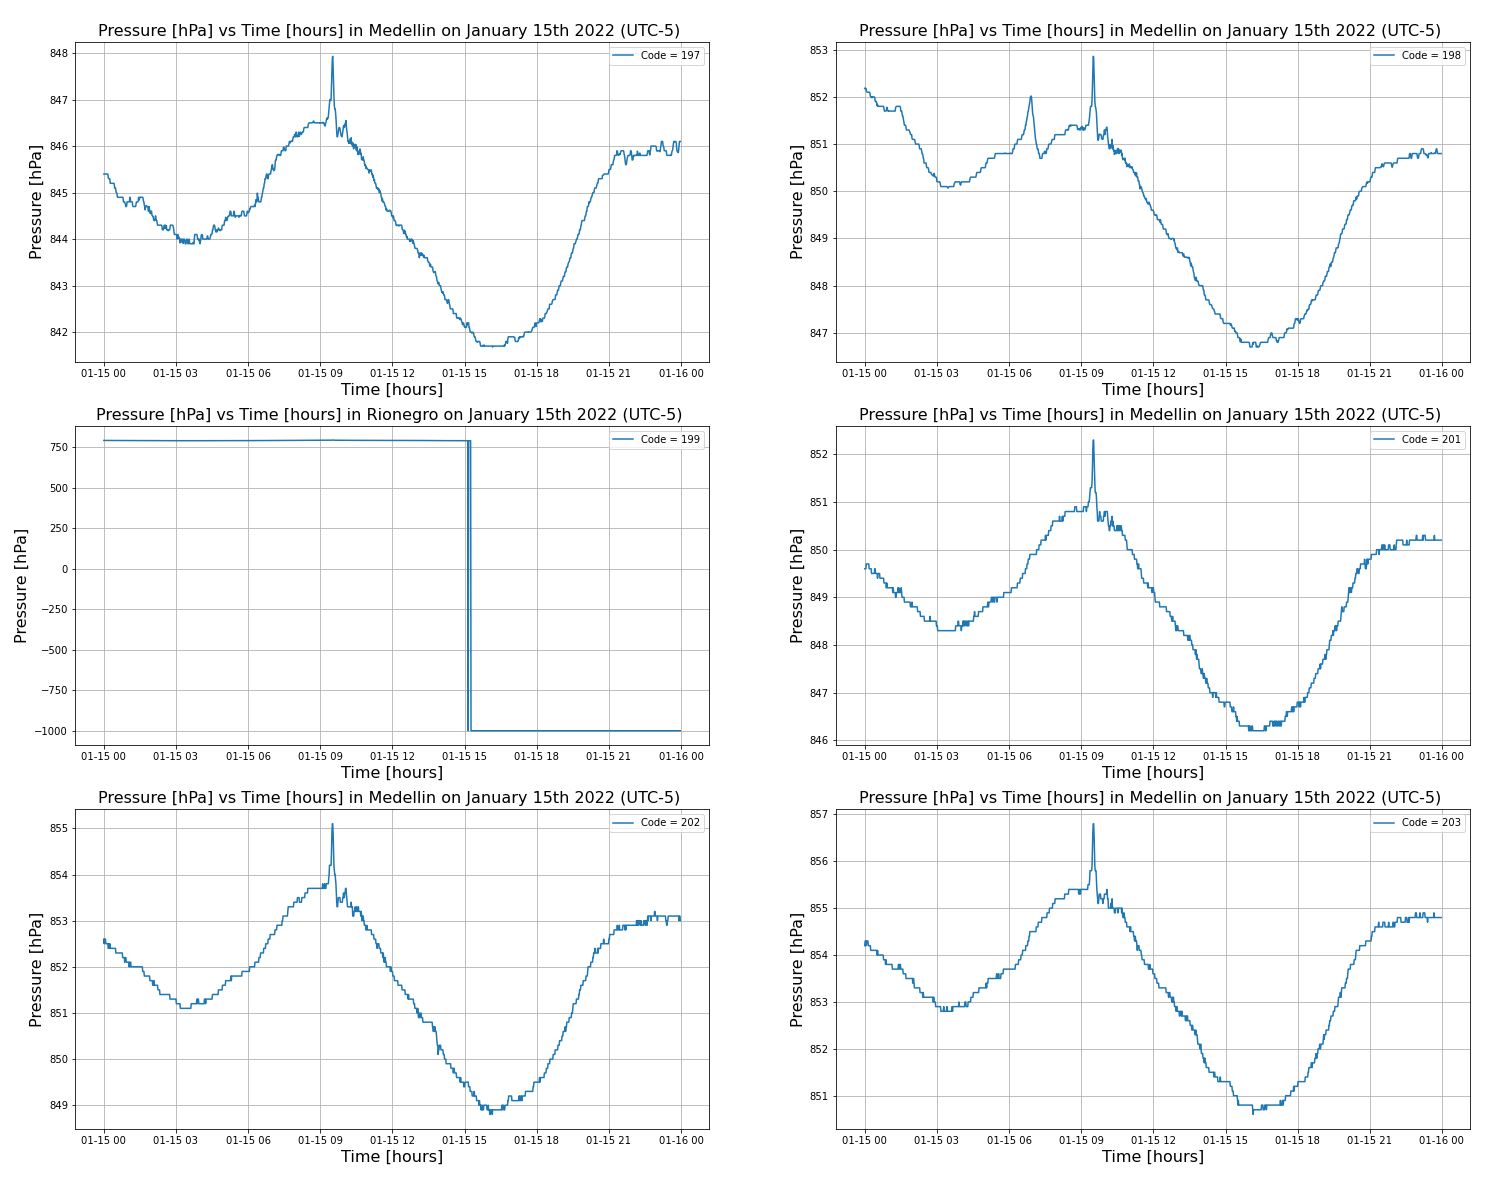 Pressure [hPa] vs Time [hours] in Medellin on January 15th 2022 (UTC-5)
Code = 197
848
847
846
845
844
843
842
Pressure [hPa]
01-15 00 01-15 03 01-15 06 01-15 09 01-15 12 01-15 15 01-15 18 01-15 21 01-16 00
Time [hours]
Pressure [hPa] vs Time [hours] in Medellin on January 15th 2022 (UTC-5)
Code = 198
853
852
851
850
849
848
847
Pressure [hPa]
01-15 00 01-15 03 01-15 06 01-15 09 01-15 12 01-15 15 01-15 18 01-15 21 01-16 00
Time [hours]
Pressure [hPa] vs Time [hours] in Rionegro on January 15th 2022 (UTC-5)
Code = 199
750
500
250
0
−250
−500
−750
−1000
Pressure [hPa]
01-15 00 01-15 03 01-15 06 01-15 09 01-15 12 01-15 15 01-15 18 01-15 21 01-16 00
Time [hours]
Pressure [hPa] vs Time [hours] in Medellin on January 15th 2022 (UTC-5)
Code = 201
852
851
850
849
848
847
846
Pressure [hPa]
01-15 00 01-15 03 01-15 06 01-15 09 01-15 12 01-15 15 01-15 18 01-15 21 01-16 00
Time [hours]
Pressure [hPa] vs Time [hours] in Medellin on January 15th 2022 (UTC-5)
Code = 202
855
854
853
852
851
850
849
Pressure [hPa]
01-15 00 01-15 03 01-15 06 01-15 09 01-15 12 01-15 15 01-15 18 01-15 21 01-16 00
Time [hours]
Pressure [hPa] vs Time [hours] in Medellin on January 15th 2022 (UTC-5)
Code = 203
857
856
855
854
853
852
851
Pressure [hPa]
01-15 00 01-15 03 01-15 06 01-15 09 01-15 12 01-15 15 01-15 18 01-15 21 01-16 00
Time [hours]